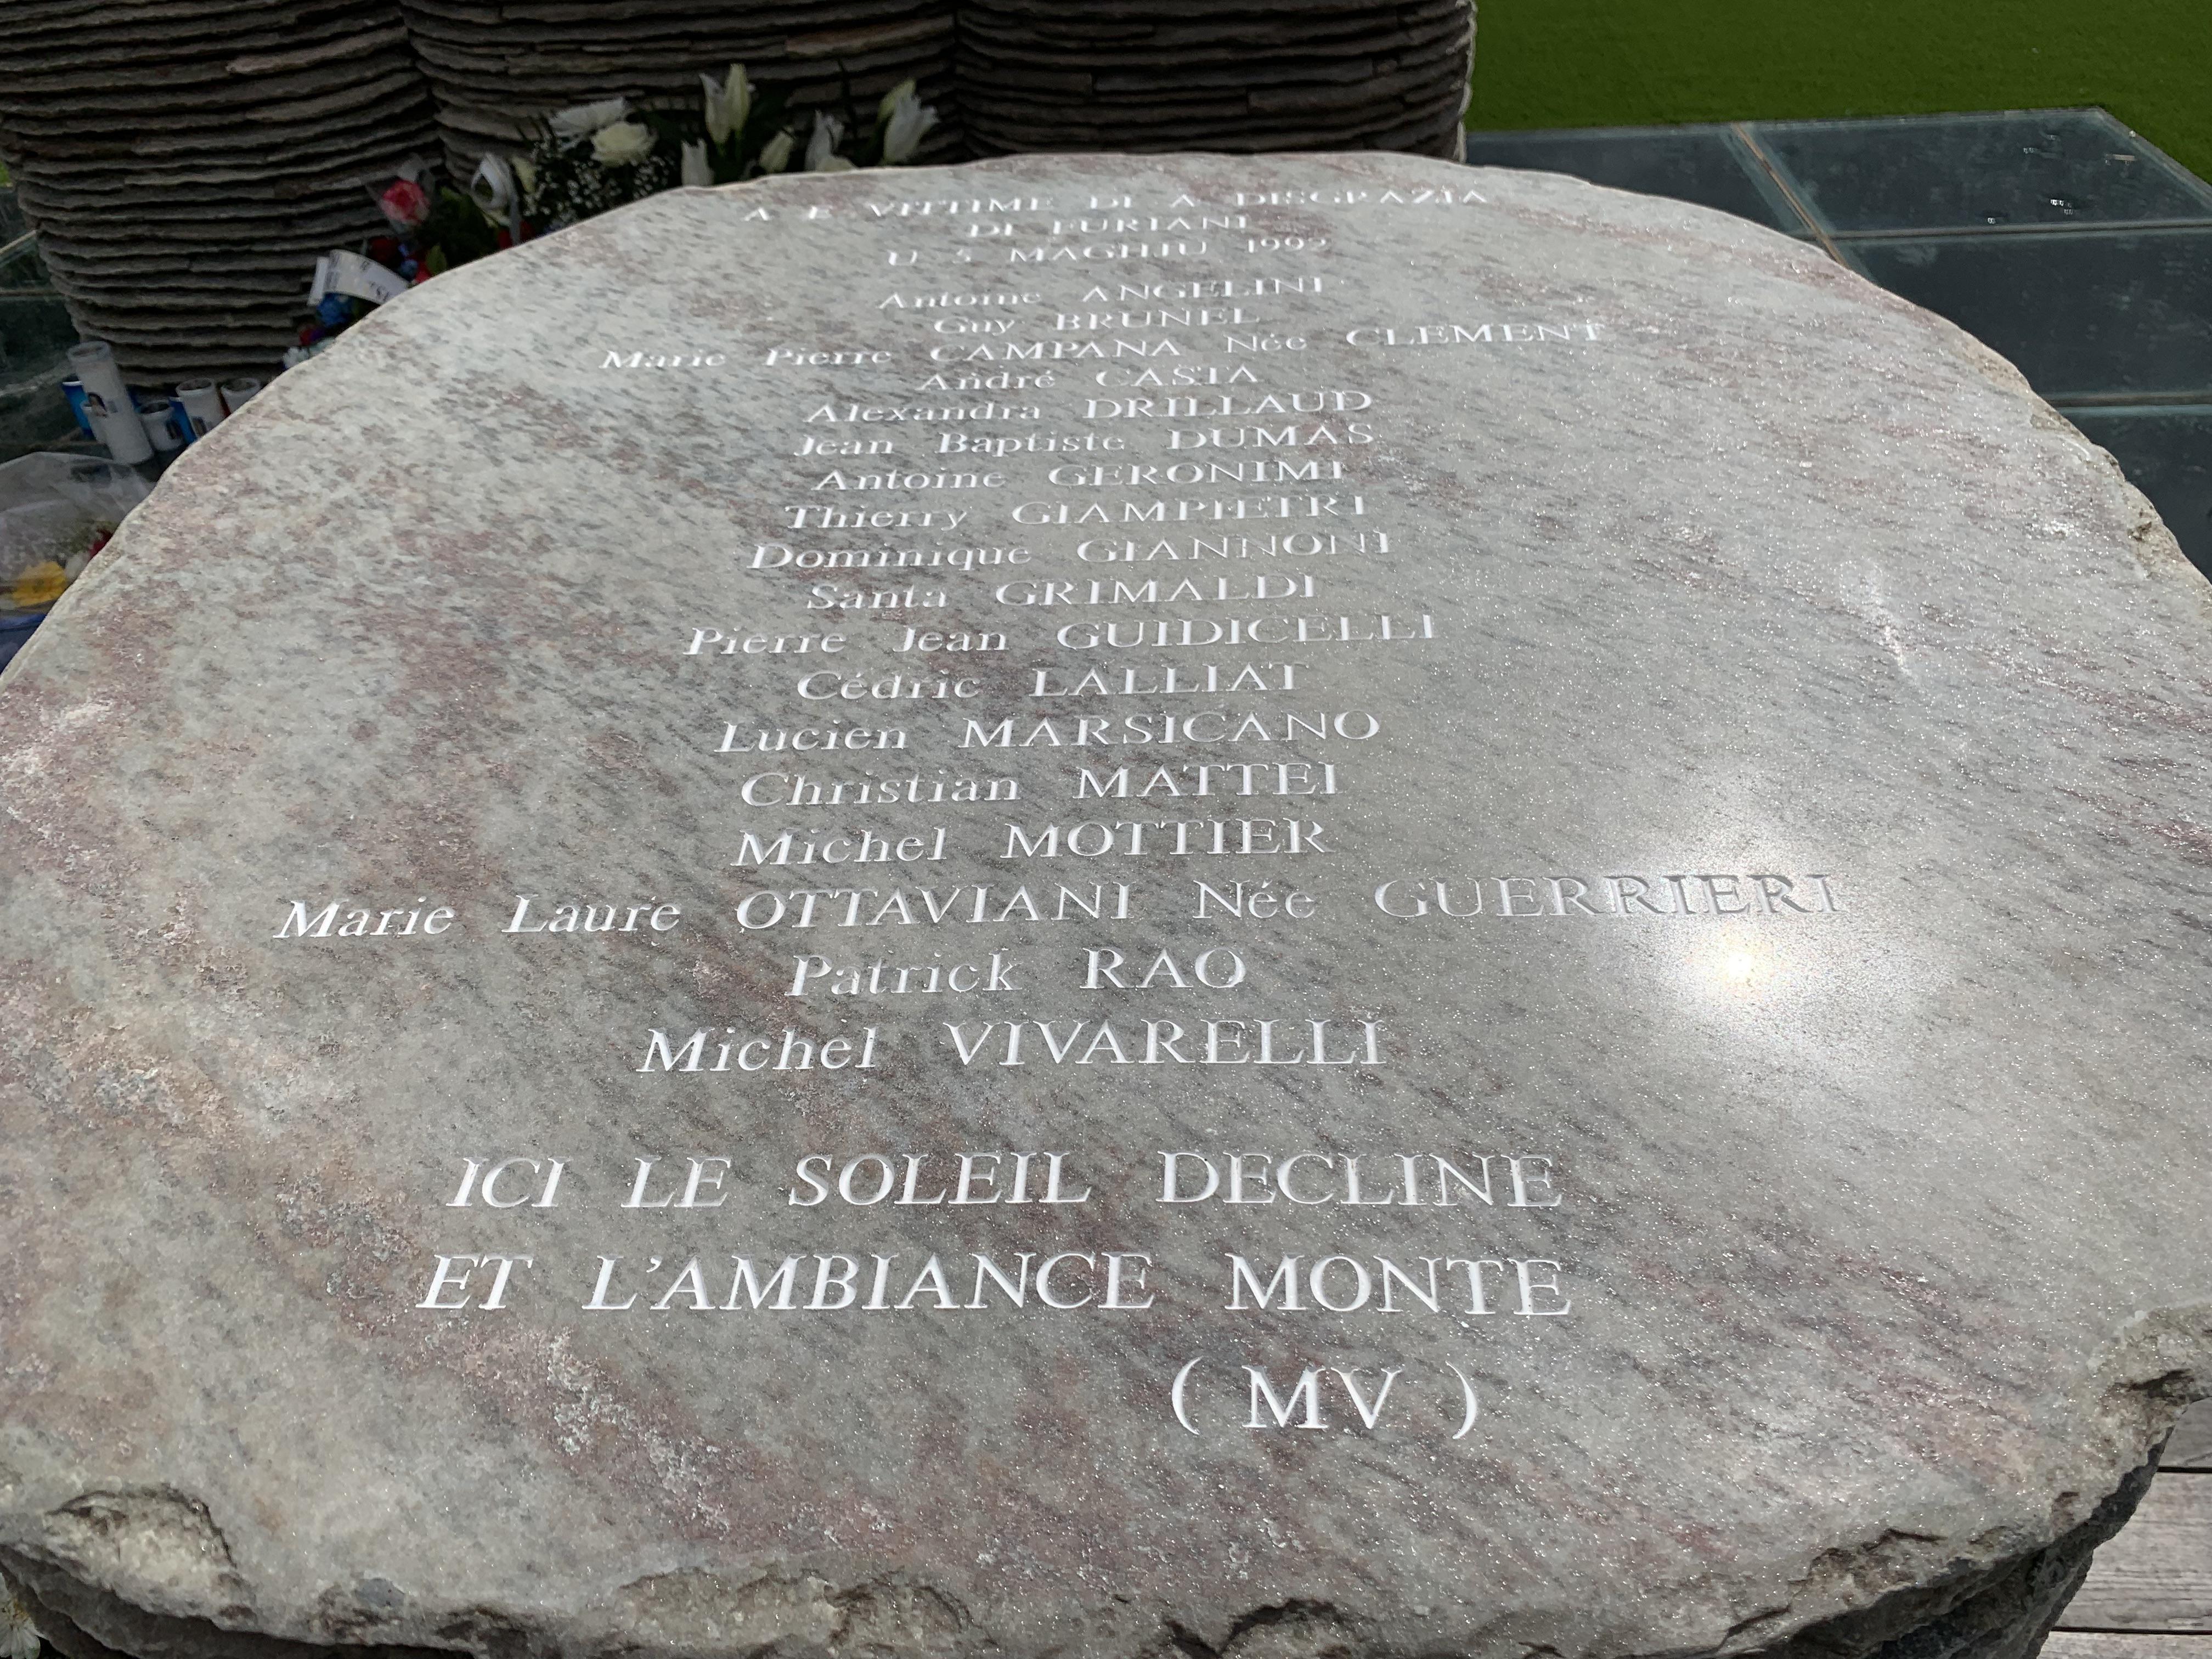 A E VITTIME DI A DISGRAZIA
DI FURIANI
U 5 MAGHJU 1992
Antoine ANGELINI
Guy BRUNEL
Marie Pierre CAMPANA Née CLEMENT
André CASTA
Alexandra DRILLAUD
Jean Baptiste DUMAS
Antoine GERONIMI
Thierry GIAMPIETRI
Dominique GIANNONI
Santa GRIMALDI
Pierre Jean GUIDICELLI
Cédric LALLIAT
Lucien MARSICANO
Christian MATTEI
Michel MOTTIER
Marie Laure OTTAVIANI Née GUERRIERI
Patrick RAO
Michel VIVARELLI
ICI LE SOLEIL DECLINE
ET L'AMBIANCE MONTE
( MV )